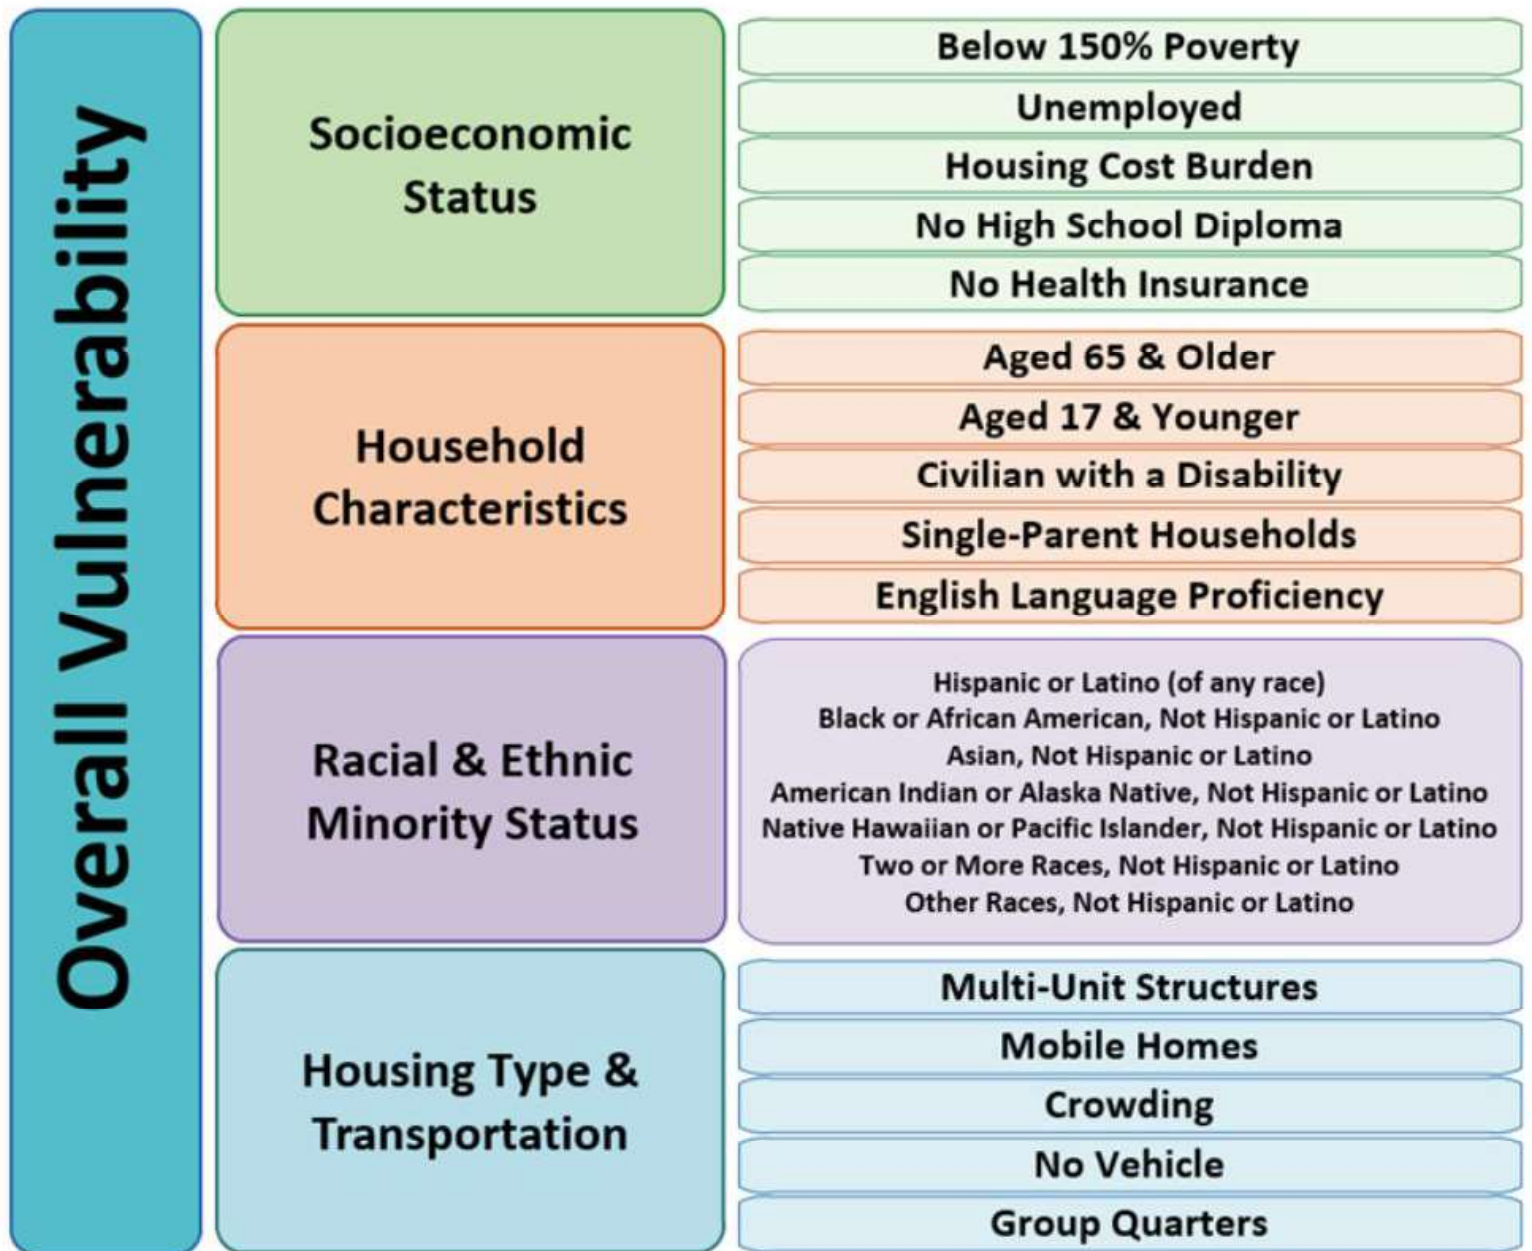 Overall Vulnerability
Socioeconomic
Status
Below 150% Poverty
Unemployed
Housing Cost Burden
No High School Diploma
No Health Insurance
Household
Characteristics
Aged 65 & Older
Aged 17 & Younger
Civilian with a Disability
Single-Parent Households
English Language Proficiency
Racial & Ethnic
Minority Status
Hispanic or Latino (of any race)
Black or African American, Not Hispanic or Latino
Asian, Not Hispanic or Latino
American Indian or Alaska Native, Not Hispanic or Latino
Native Hawaiian or Pacific Islander, Not Hispanic or Latino
Two or More Races, Not Hispanic or Latino
Other Races, Not Hispanic or Latino
Housing Type &
Transportation
Multi-Unit Structures
Mobile Homes
Crowding
No Vehicle
Group Quarters